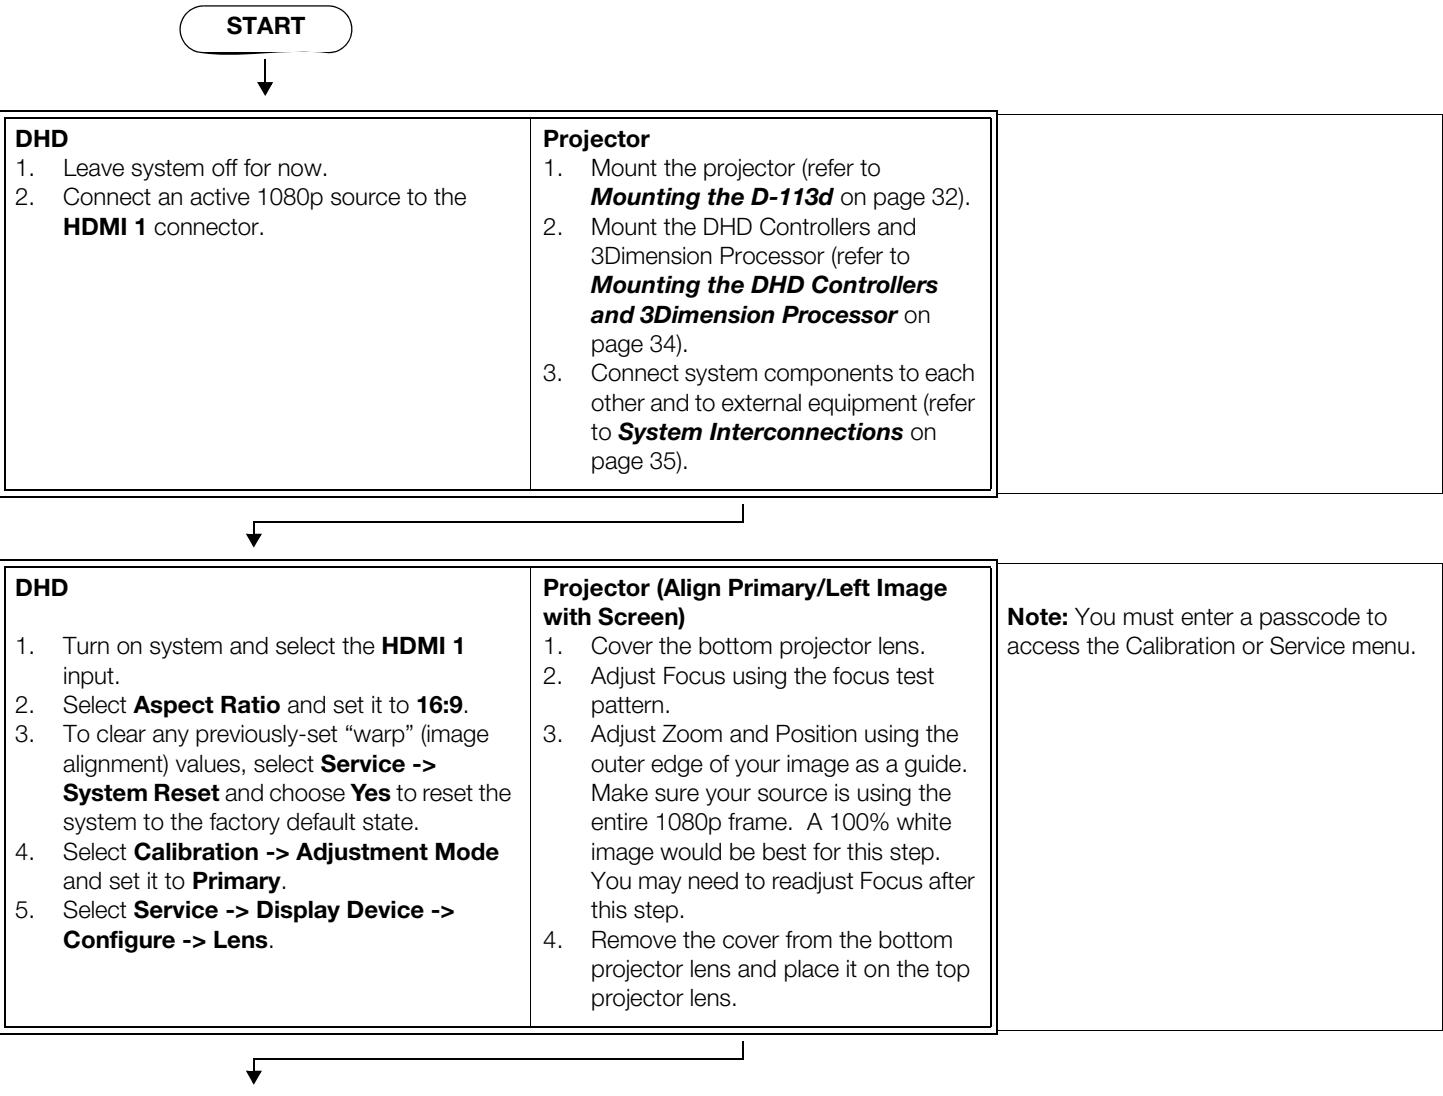 START
DHD
1. Leave system off for now.
2. Connect an active 1080p source to the
HDMI 1 connector.
Projector
1. Mount the projector (refer to
Mounting the D-113d on page 32).
2. Mount the DHD Controllers and
3Dimension Processor (refer to
Mounting the DHD Controllers
and 3Dimension Processor on
page 34).
3. Connect system components to each
other and to external equipment (refer
to System Interconnections on
page 35).
DHD
1. Turn on system and select the HDMI 1
input.
2. Select Aspect Ratio and set it to 16:9.
3. To clear any previously-set “warp” (image
alignment) values, select Service ->
System Reset and choose Yes to reset the
system to the factory default state.
4. Select Calibration -> Adjustment Mode
and set it to Primary.
5. Select Service -> Display Device ->
Configure -> Lens.
Projector (Align Primary/Left Image
with Screen)
1. Cover the bottom projector lens.
2. Adjust Focus using the focus test
pattern.
3. Adjust Zoom and Position using the
outer edge of your image as a guide.
Make sure your source is using the
entire 1080p frame.  A 100% white
image would be best for this step.
You may need to readjust Focus after
this step.
4. Remove the cover from the bottom
projector lens and place it on the top
projector lens.
Note: You must enter a passcode to
access the Calibration or Service menu.